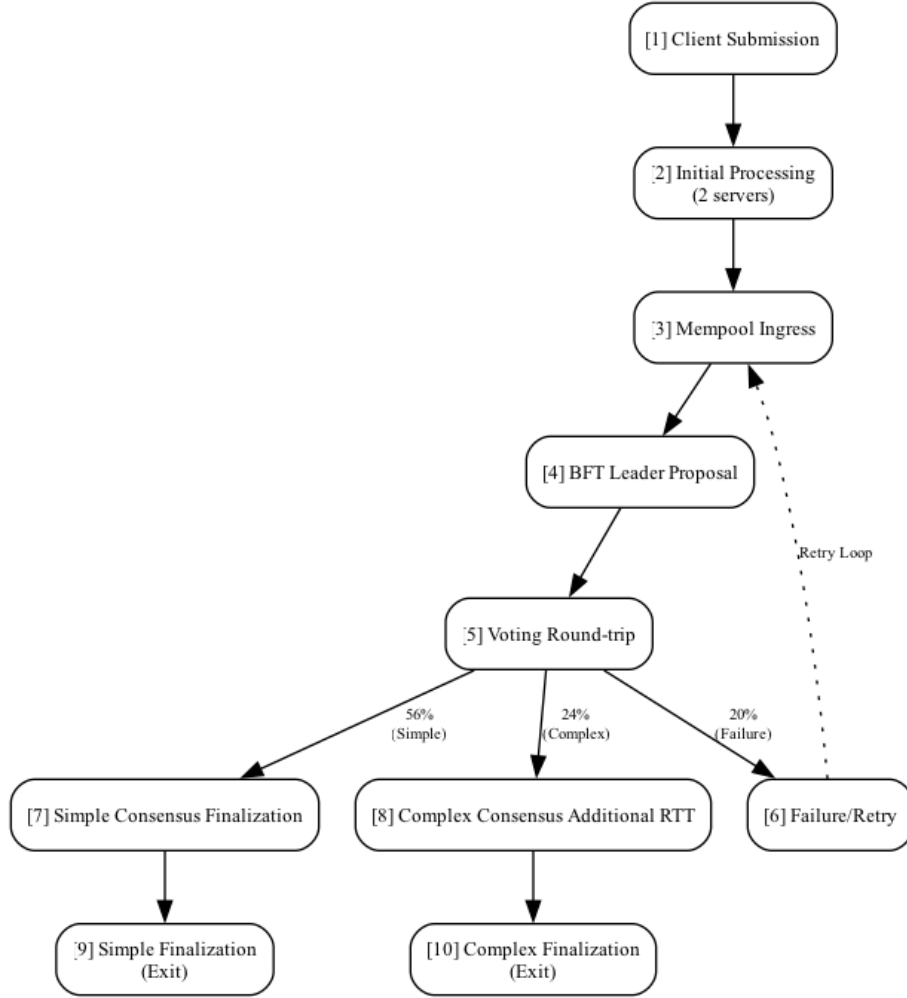 [1] Client Submission
[2] Initial Processing
(2 servers)
[3] Mempool Ingress
[4] BFT Leader Proposal
Retry Loop
[5] Voting Round-trip
56%
(Simple)
24%
(Complex)
20%
(Failure)
[7] Simple Consensus Finalization
[8] Complex Consensus Additional RTT
[6] Failure/Retry
[9] Simple Finalization
(Exit)
[10] Complex Finalization
(Exit)